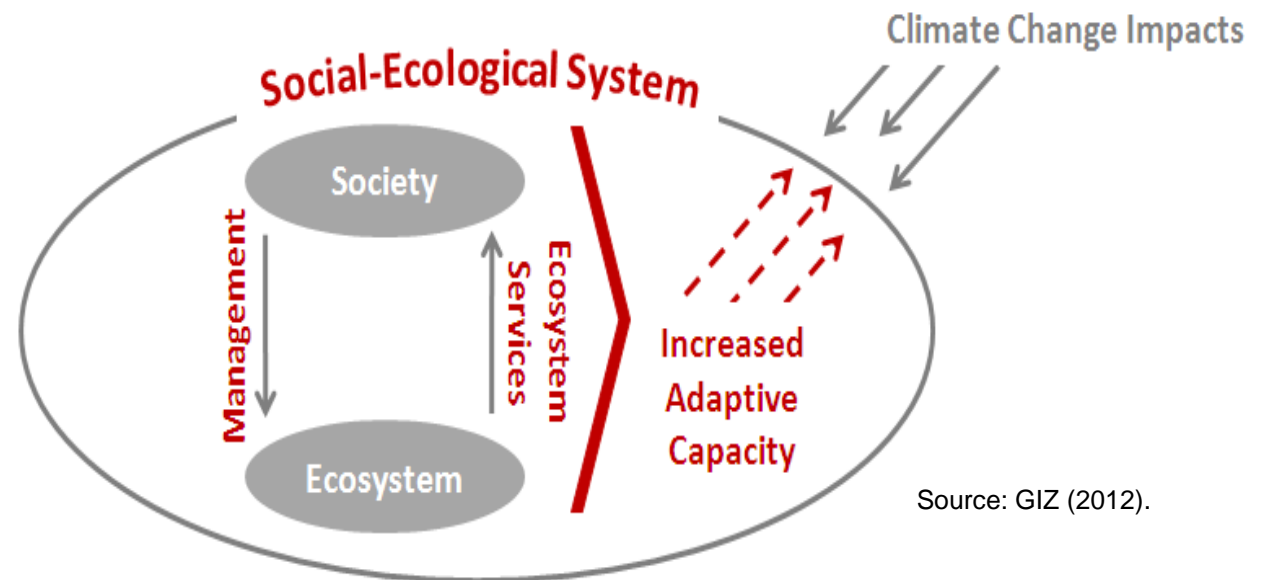 Climate Change Impacts
Social-Ecological System
Society
Management
Ecosystem
Services
Ecosystem
Increased
Adaptive
Capacity
Source: GIZ (2012).